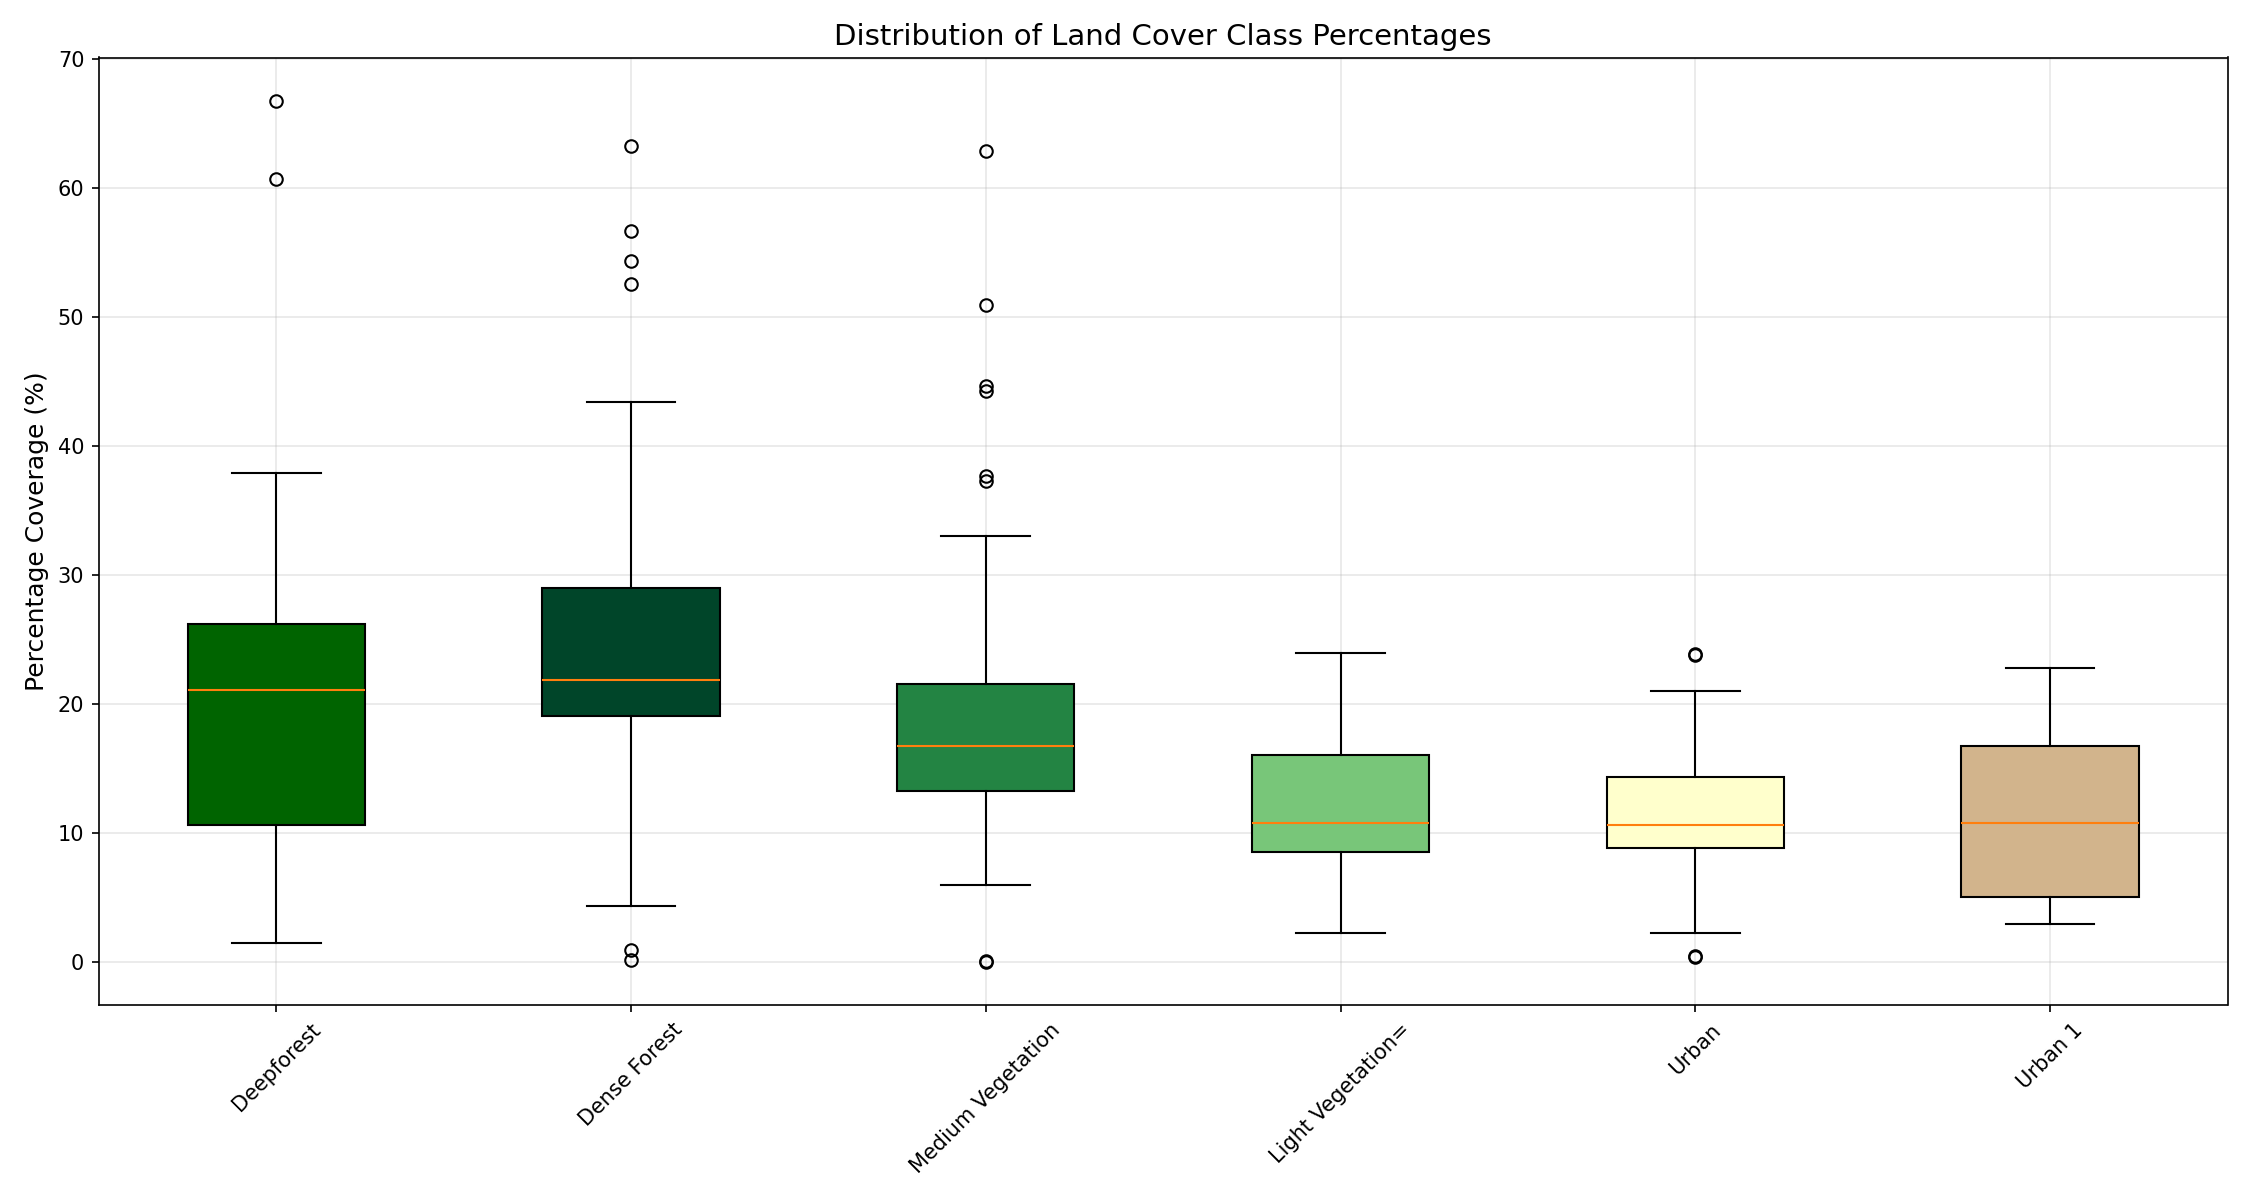 Distribution of Land Cover Class Percentages
Percentage Coverage (%)
70
60
50
40
30
20
10
0
Deepforest
Dense Forest
Medium Vegetation
Light Vegetation=
Urban
Urban 1